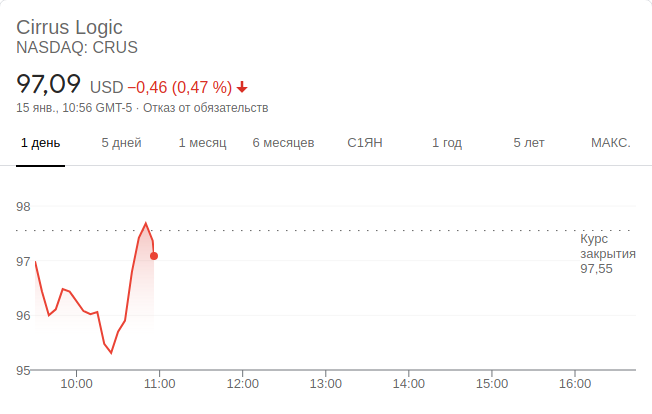 Cirrus Logic
NASDAQ: CRUS
97,09 USD −0,46 (0,47 %)
15 янв., 10:56 GMT-5 · Отказ от обязательств
1 день 5 дней 1 месяц 6 месяцев С1ЯН 1 год 5 лет МАКС.
98
97
96
95
Курс
закрытия
97,55
10:00 11:00 12:00 13:00 14:00 15:00 16:00